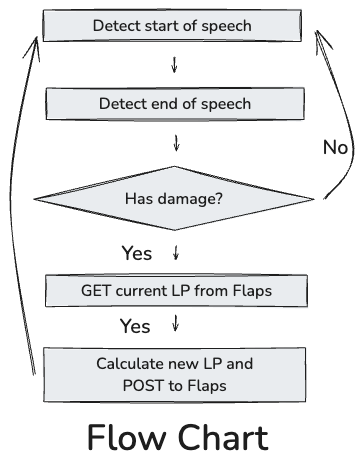 Detect start of speech
Detect end of speech
No
Has damage?
Yes
GET current LP from Flaps
Yes
Calculate new LP and
POST to Flaps
Flow Chart